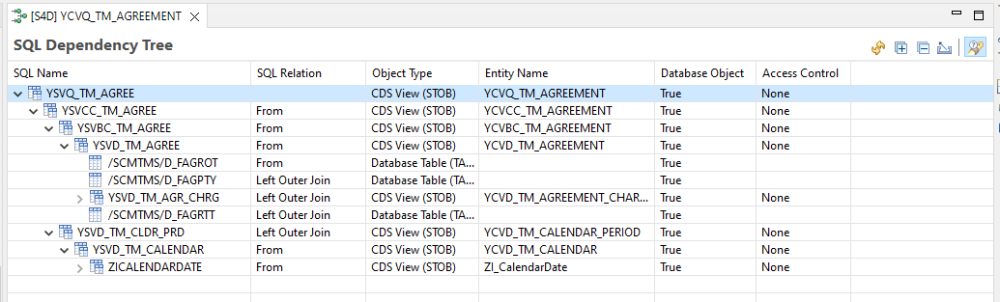 [S4D] YCVQ_TM_AGREEMENT
SQL Dependency Tree
SQL Name SQL Relation Object Type Entity Name Database Object Access Control
YSVQ_TM_AGREE CDS View (STOB) YCVQ_TM_AGREEMENT True None
YSVCC_TM_AGREE From CDS View (STOB) YCVCC_TM_AGREEMENT True None
YSVBC_TM_AGREE From CDS View (STOB) YCVBC_TM_AGREEMENT True None
YSVD_TM_AGREE From CDS View (STOB) YCVD_TM_AGREEMENT True None
/SCMTMS/D_FAGROT From Database Table (TA... True
/SCMTMS/D_FAGPTY Left Outer Join Database Table (TA... True
YSVD_TM_AGR_CHRG Left Outer Join CDS View (STOB) YCVD_TM_AGREEMENT_CHAR... True None
/SCMTMS/D_FAGRTT Left Outer Join Database Table (TA... True
YSVD_TM_CLDR_PRD Left Outer Join CDS View (STOB) YCVD_TM_CALENDAR_PERIOD True None
YSVD_TM_CALENDAR From CDS View (STOB) YCVD_TM_CALENDAR True None
ZICALENDARDATE From CDS View (STOB) ZI_CalendarDate True None